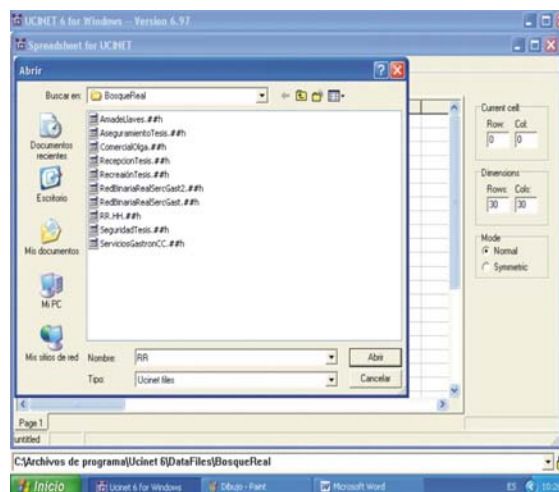 UCINET 6 for Windows -- Version 6.97
Spreadsheet for UCINET
Abrir
Buscar en: BosqueReal
Documentos recientes
Escritorio
Mis documentos
Mi PC
Mis sitios de red
AmadeLlaves.##h
AseguramientoTesis.##h
ComercialOlga.##h
RecepcionTesis.##h
RecreaiónTesis.##h
RedBinariaRealSercGast2.##h
RedBinariaRealSercGast.##h
RR.HH.##h
SeguridadTesis.##h
ServiciosGastronCC.##h
Nombre: RR Abrir
Tipo: Ucinet files Cancelar
Current cell:
Row: Col:
0 0
Dimensions
Rows: Cols:
30 30
Mode
Normal
Symmetric
Page 1
untitled
C:\Archivos de programa\Ucinet 6\DataFiles\BosqueReal
Inicio Ucinet 6 for Windows Dibujo - Paint Microsoft Word ES